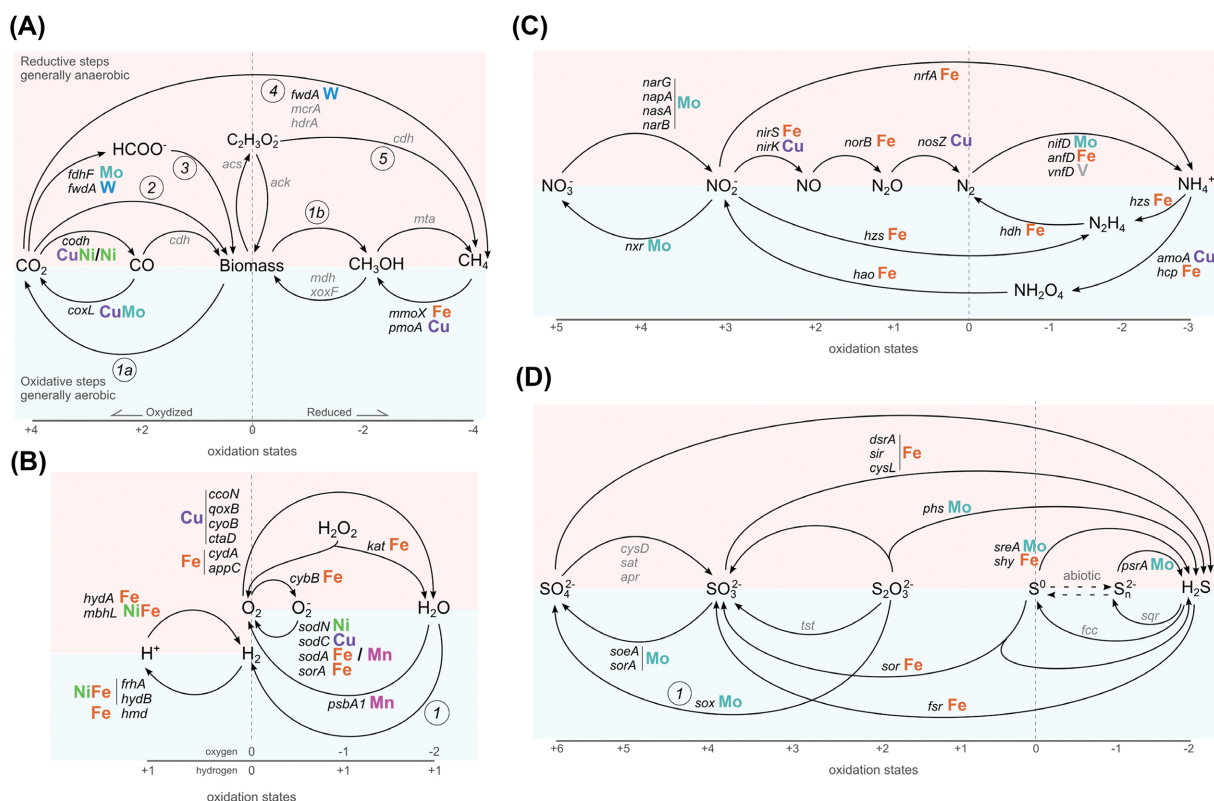 (A)
Reductive steps
generally anaerobic
4
fwdA W
mcrA
hdrA
HCOO-
C2H3O2-
cdh
5
3
fdhF Mo
fwdA W
acs
ack
2
1b
mta
codh
CuNi/Ni
cdh
CO2
CO
Biomass
CH3OH
CH4
mdh
xoxF
coxL CuMo
mmoX Fe
pmoA Cu
1a
Oxidative steps
generally aerobic
Oxydized
Reduced
+4 +2 0 -2 -4
oxidation states
(B)
Cu
ccoN
qoxB
cyoB
ctaD
Fe
cydA
appC
H2O2
kat Fe
cybB Fe
hydA Fe
mbhL NiFe
O2
O2-
H2O
sodN Ni
sodC Cu
sodA Fe / Mn
sorA Fe
H+
H2
NiFe
frhA
hydB
Fe hmd
psbA1 Mn
1
oxygen 0 -1 -2
+1 hydrogen 0 +1 +1
oxidation states
(C)
narG
napA
nasA
narB
Mo
nrfA Fe
nirS Fe
nirK Cu
norB Fe
nosZ Cu
nifD Mo
anfD Fe
vnfD V
NO3-
NO2-
NO
N2O
N2
NH4+
hzs Fe
N2H4
hdh Fe
nxr Mo
hzs Fe
hao Fe
amoA Cu
hcp Fe
NH2O4
+5 +4 +3 +2 +1 0 -1 -2 -3
oxidation states
(D)
dsrA
sir
cysL
Fe
phs Mo
cysD
sat
apr
sreA Mo
shy Fe
psrA Mo
abiotic
SO42-
SO32-
S2O32-
S0
Sn2-
H2S
tst
fcc
sqr
soeA
sorA
Mo
sor Fe
1
sox Mo
fsr Fe
+6 +5 +4 +3 +2 +1 0 -1 -2
oxidation states